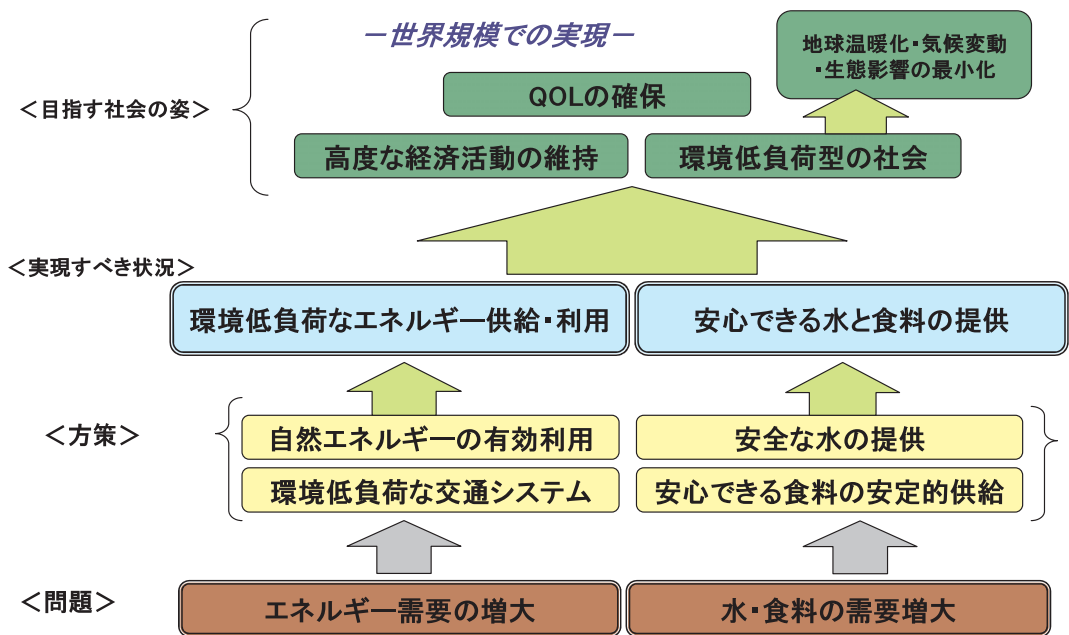 －世界規模での実現－
地球温暖化・気候変動
・生態影響の最小化
QOLの確保
＜目指す社会の姿＞
高度な経済活動の維持
環境低負荷型の社会
＜実現すべき状況＞
環境低負荷なエネルギー供給・利用
安心できる水と食料の提供
＜方策＞
自然エネルギーの有効利用
安全な水の提供
環境低負荷な交通システム
安心できる食料の安定的供給
＜問題＞
エネルギー需要の増大
水・食料の需要増大